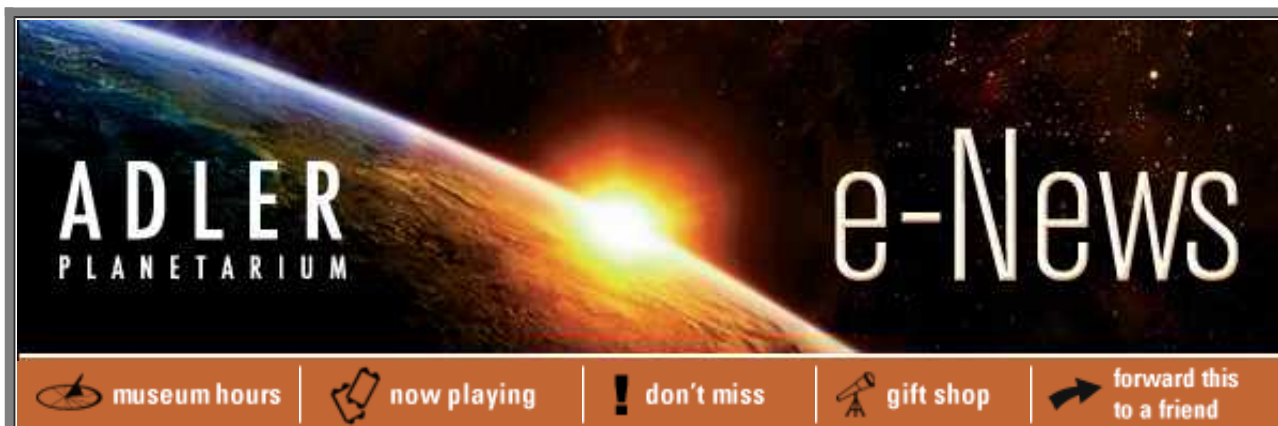 ADLER
PLANETARIUM
e-News
museum hours
now playing
don't miss
gift shop
forward this
to a friend